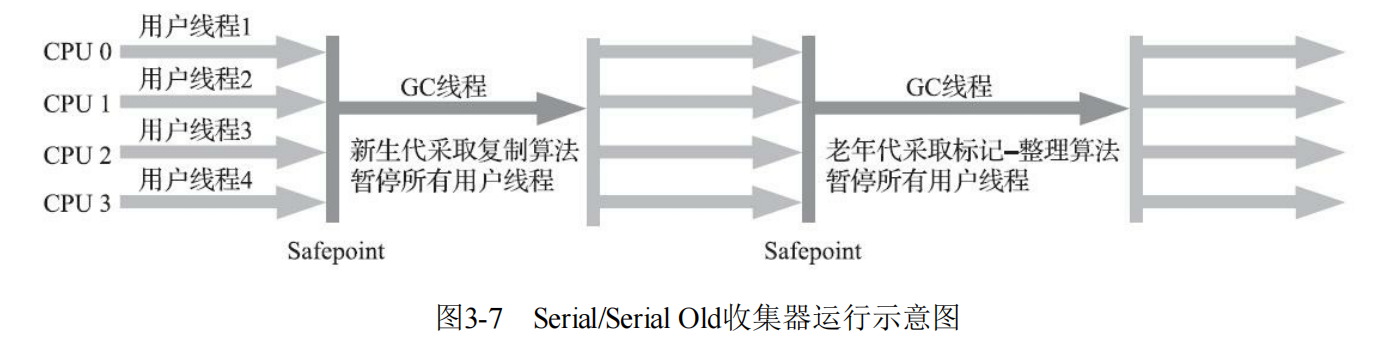 用户线程1
CPU 0
用户线程2
CPU 1
用户线程3
CPU 2
用户线程4
CPU 3
Safepoint
GC线程
新生代采取复制算法
暂停所有用户线程
Safepoint
GC线程
老年代采取标记–整理算法
暂停所有用户线程
图3-7 Serial/Serial Old收集器运行示意图